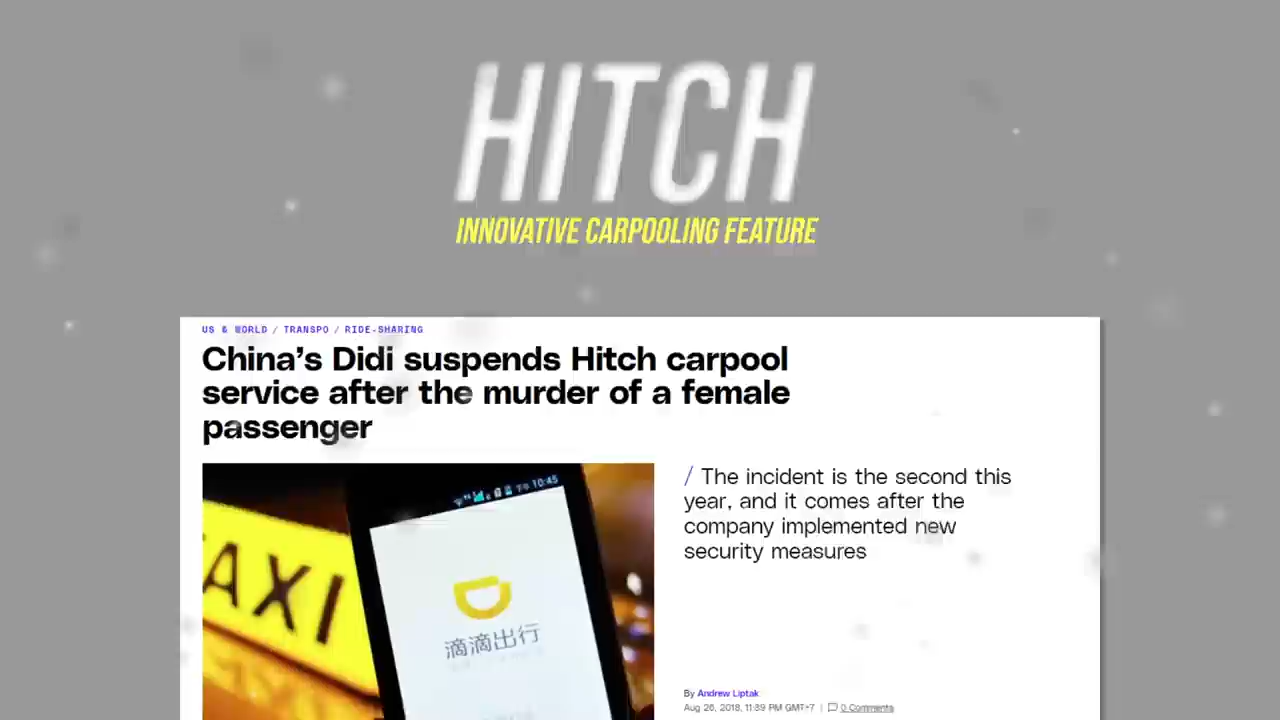 HITCH
INNOVATIVE CARPOOLING FEATURE
US & WORLD / TRANSPO / RIDE-SHARING
China’s Didi suspends Hitch carpool
service after the murder of a female
passenger
/ The incident is the second this
year, and it comes after the
company implemented new
security measures
TAXI
10:45
滴滴出行
By Andrew Liptak
Aug 26, 2018, 11:39 PM GMT+7 | 0 Comments